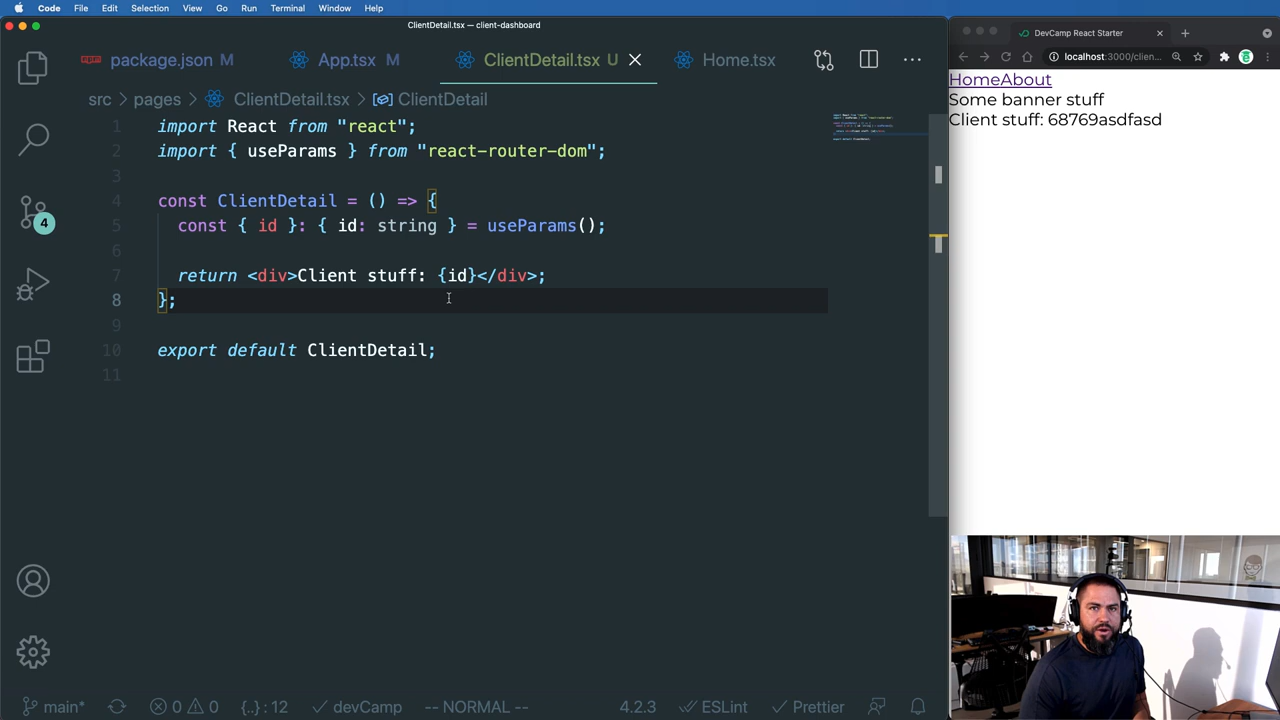 Code File Edit Selection View Go Run Terminal Window Help
ClientDetail.tsx — client-dashboard
package.json M App.tsx M ClientDetail.tsx U Home.tsx
src pages ClientDetail.tsx ClientDetail
1 import React from "react";
2 import { useParams } from "react-router-dom";
3
4 const ClientDetail = () => {
5 const { id }: { id: string } = useParams();
6
7 return <div>Client stuff: {id}</div>;
8 };
9
10 export default ClientDetail;
11
4
main* 0 0 {..} : 12 devCamp -- NORMAL -- 4.2.3 ESLint Prettier
DevCamp React Starter
localhost:3000/clien...
HomeAbout
Some banner stuff
Client stuff: 68769asdfasd